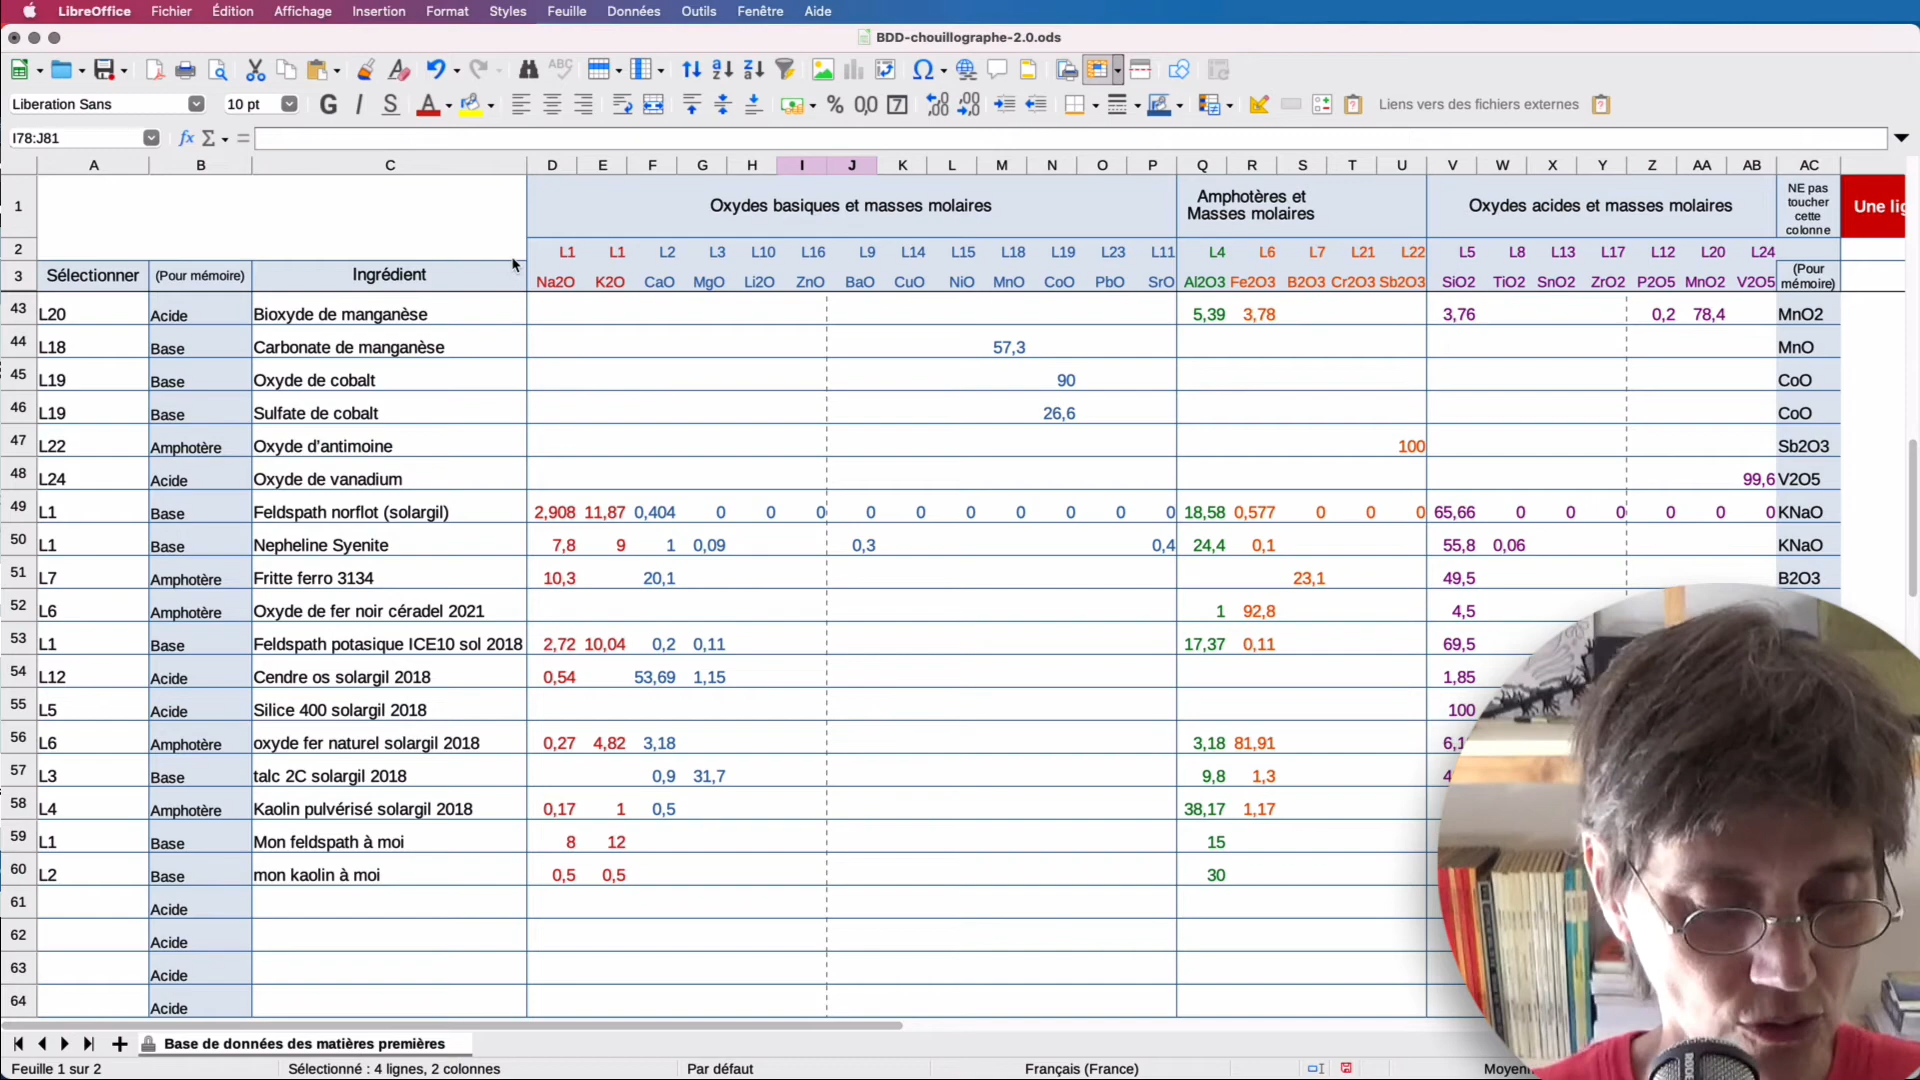 LibreOffice Fichier Édition Affichage Insertion Format Styles Feuille Données Outils Fenêtre Aide
BDD-chouillographe-2.0.ods
Liberation Sans 10 pt G I S Liens vers des fichiers externes
I78:J81 fx Σ =
A B C D E F G H I J K L M N O P Q R S T U V W X Y Z AA AB AC
1 Oxydes basiques et masses molaires Amphotères et Masses molaires Oxydes acides et masses molaires NE pas toucher cette colonne Une lig
2 L1 L1 L2 L3 L10 L16 L9 L14 L15 L18 L19 L23 L11 L4 L6 L7 L21 L22 L5 L8 L13 L17 L12 L20 L24
3 Sélectionner (Pour mémoire) Ingrédient Na2O K2O CaO MgO Li2O ZnO BaO CuO NiO MnO CoO PbO SrO Al2O3 Fe2O3 B2O3 Cr2O3 Sb2O3 SiO2 TiO2 SnO2 ZrO2 P2O5 MnO2 V2O5 (Pour mémoire)
43 L20 Acide Bioxyde de manganèse 5,39 3,78 3,76 0,2 78,4 MnO2
44 L18 Base Carbonate de manganèse 57,3 MnO
45 L19 Base Oxyde de cobalt 90 CoO
46 L19 Base Sulfate de cobalt 26,6 CoO
47 L22 Amphotère Oxyde d'antimoine 100 Sb2O3
48 L24 Acide Oxyde de vanadium 99,6 V2O5
49 L1 Base Feldspath norflot (solargil) 2,908 11,87 0,404 0 0 0 0 0 0 0 0 0 0 18,58 0,577 0 0 0 65,66 0 0 0 0 0 0 KNaO
50 L1 Base Nepheline Syenite 7,8 9 1 0,09 0,3 0,4 24,4 0,1 55,8 0,06 KNaO
51 L7 Amphotère Fritte ferro 3134 10,3 20,1 23,1 49,5 B2O3
52 L6 Amphotère Oxyde de fer noir céradel 2021 1 92,8 4,5
53 L1 Base Feldspath potasique ICE10 sol 2018 2,72 10,04 0,2 0,11 17,37 0,11 69,5
54 L12 Acide Cendre os solargil 2018 0,54 53,69 1,15 1,85
55 L5 Acide Silice 400 solargil 2018 100
56 L6 Amphotère oxyde fer naturel solargil 2018 0,27 4,82 3,18 3,18 81,91 6,1
57 L3 Base talc 2C solargil 2018 0,9 31,7 9,8 1,3 4
58 L4 Amphotère Kaolin pulvérisé solargil 2018 0,17 1 0,5 38,17 1,17
59 L1 Base Mon feldspath à moi 8 12 15
60 L2 Base mon kaolin à moi 0,5 0,5 30
61 Acide
62 Acide
63 Acide
64 Acide
Base de données des matières premières
Feuille 1 sur 2 Sélectionné : 4 lignes, 2 colonnes Par défaut Français (France) Moyenn